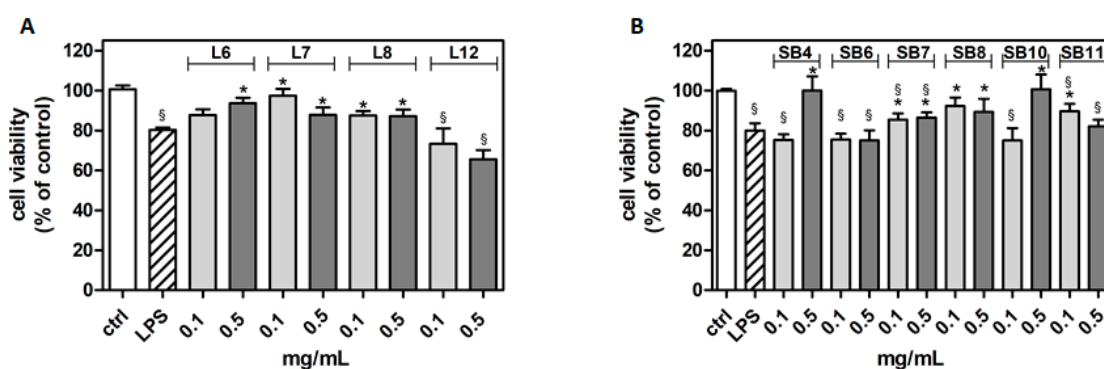 A
L6 L7 L8 L12
cell viability
(% of control)
120
100
80
60
40
20
0
§ * * * * * § §
ctrl LPS 0.1 0.5 0.1 0.5 0.1 0.5 0.1 0.5
mg/mL
B
SB4 SB6 SB7 SB8 SB10 SB11
cell viability
(% of control)
120
100
80
60
40
20
0
§ § * § § § * § * * * § * § * §
ctrl LPS 0.1 0.5 0.1 0.5 0.1 0.5 0.1 0.5 0.1 0.5 0.1 0.5
mg/mL